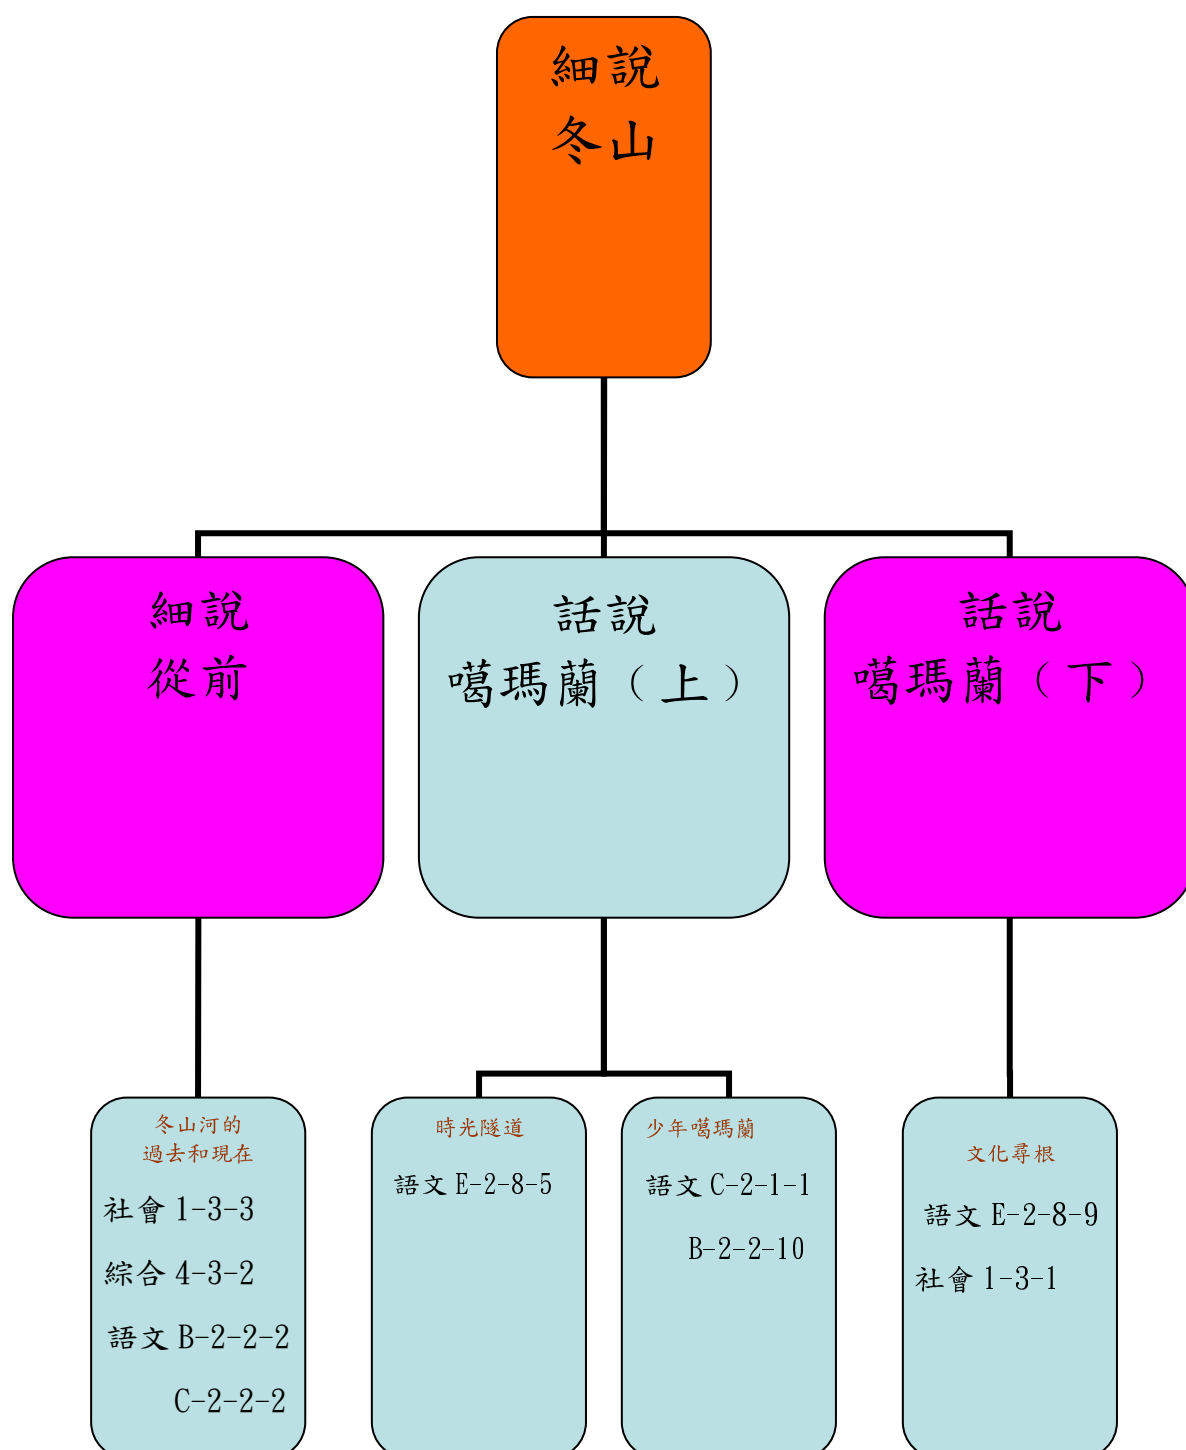 細說
冬山
細說
從前
話說
噶瑪蘭（上）
話說
噶瑪蘭（下）
冬山河的
過去和現在
社會 1-3-3
綜合 4-3-2
語文 B-2-2-2
C-2-2-2
時光隧道
語文 E-2-8-5
少年噶瑪蘭
語文 C-2-1-1
B-2-2-10
文化尋根
語文 E-2-8-9
社會 1-3-1